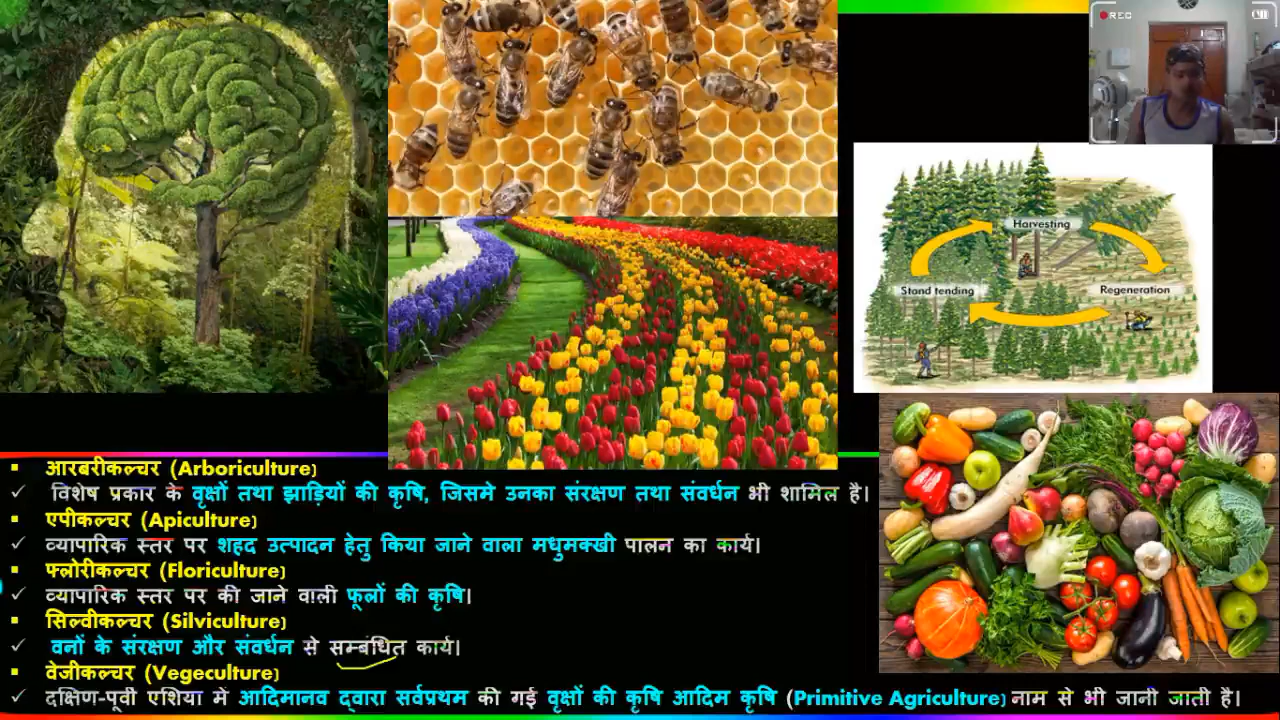 REC
Harvesting
Stand tending
Regeneration
▪ आरबरीकल्चर (Arboriculture)
✓ विशेष प्रकार के वृक्षों तथा झाड़ियों की कृषि, जिसमे उनका संरक्षण तथा संवर्धन भी शामिल है।
▪ एपीकल्चर (Apiculture)
✓ व्यापारिक स्तर पर शहद उत्पादन हेतु किया जाने वाला मधुमक्खी पालन का कार्य।
▪ फ्लोरीकल्चर (Floriculture)
✓ व्यापारिक स्तर पर की जाने वाली फूलों की कृषि।
▪ सिल्वीकल्चर (Silviculture)
✓ वनों के संरक्षण और संवर्धन से सम्बंधित कार्य।
▪ वेजीकल्चर (Vegeculture)
✓ दक्षिण-पूर्वी एशिया में आदिमानव द्वारा सर्वप्रथम की गई वृक्षों की कृषि आदिम कृषि (Primitive Agriculture) नाम से भी जानी जाती है।